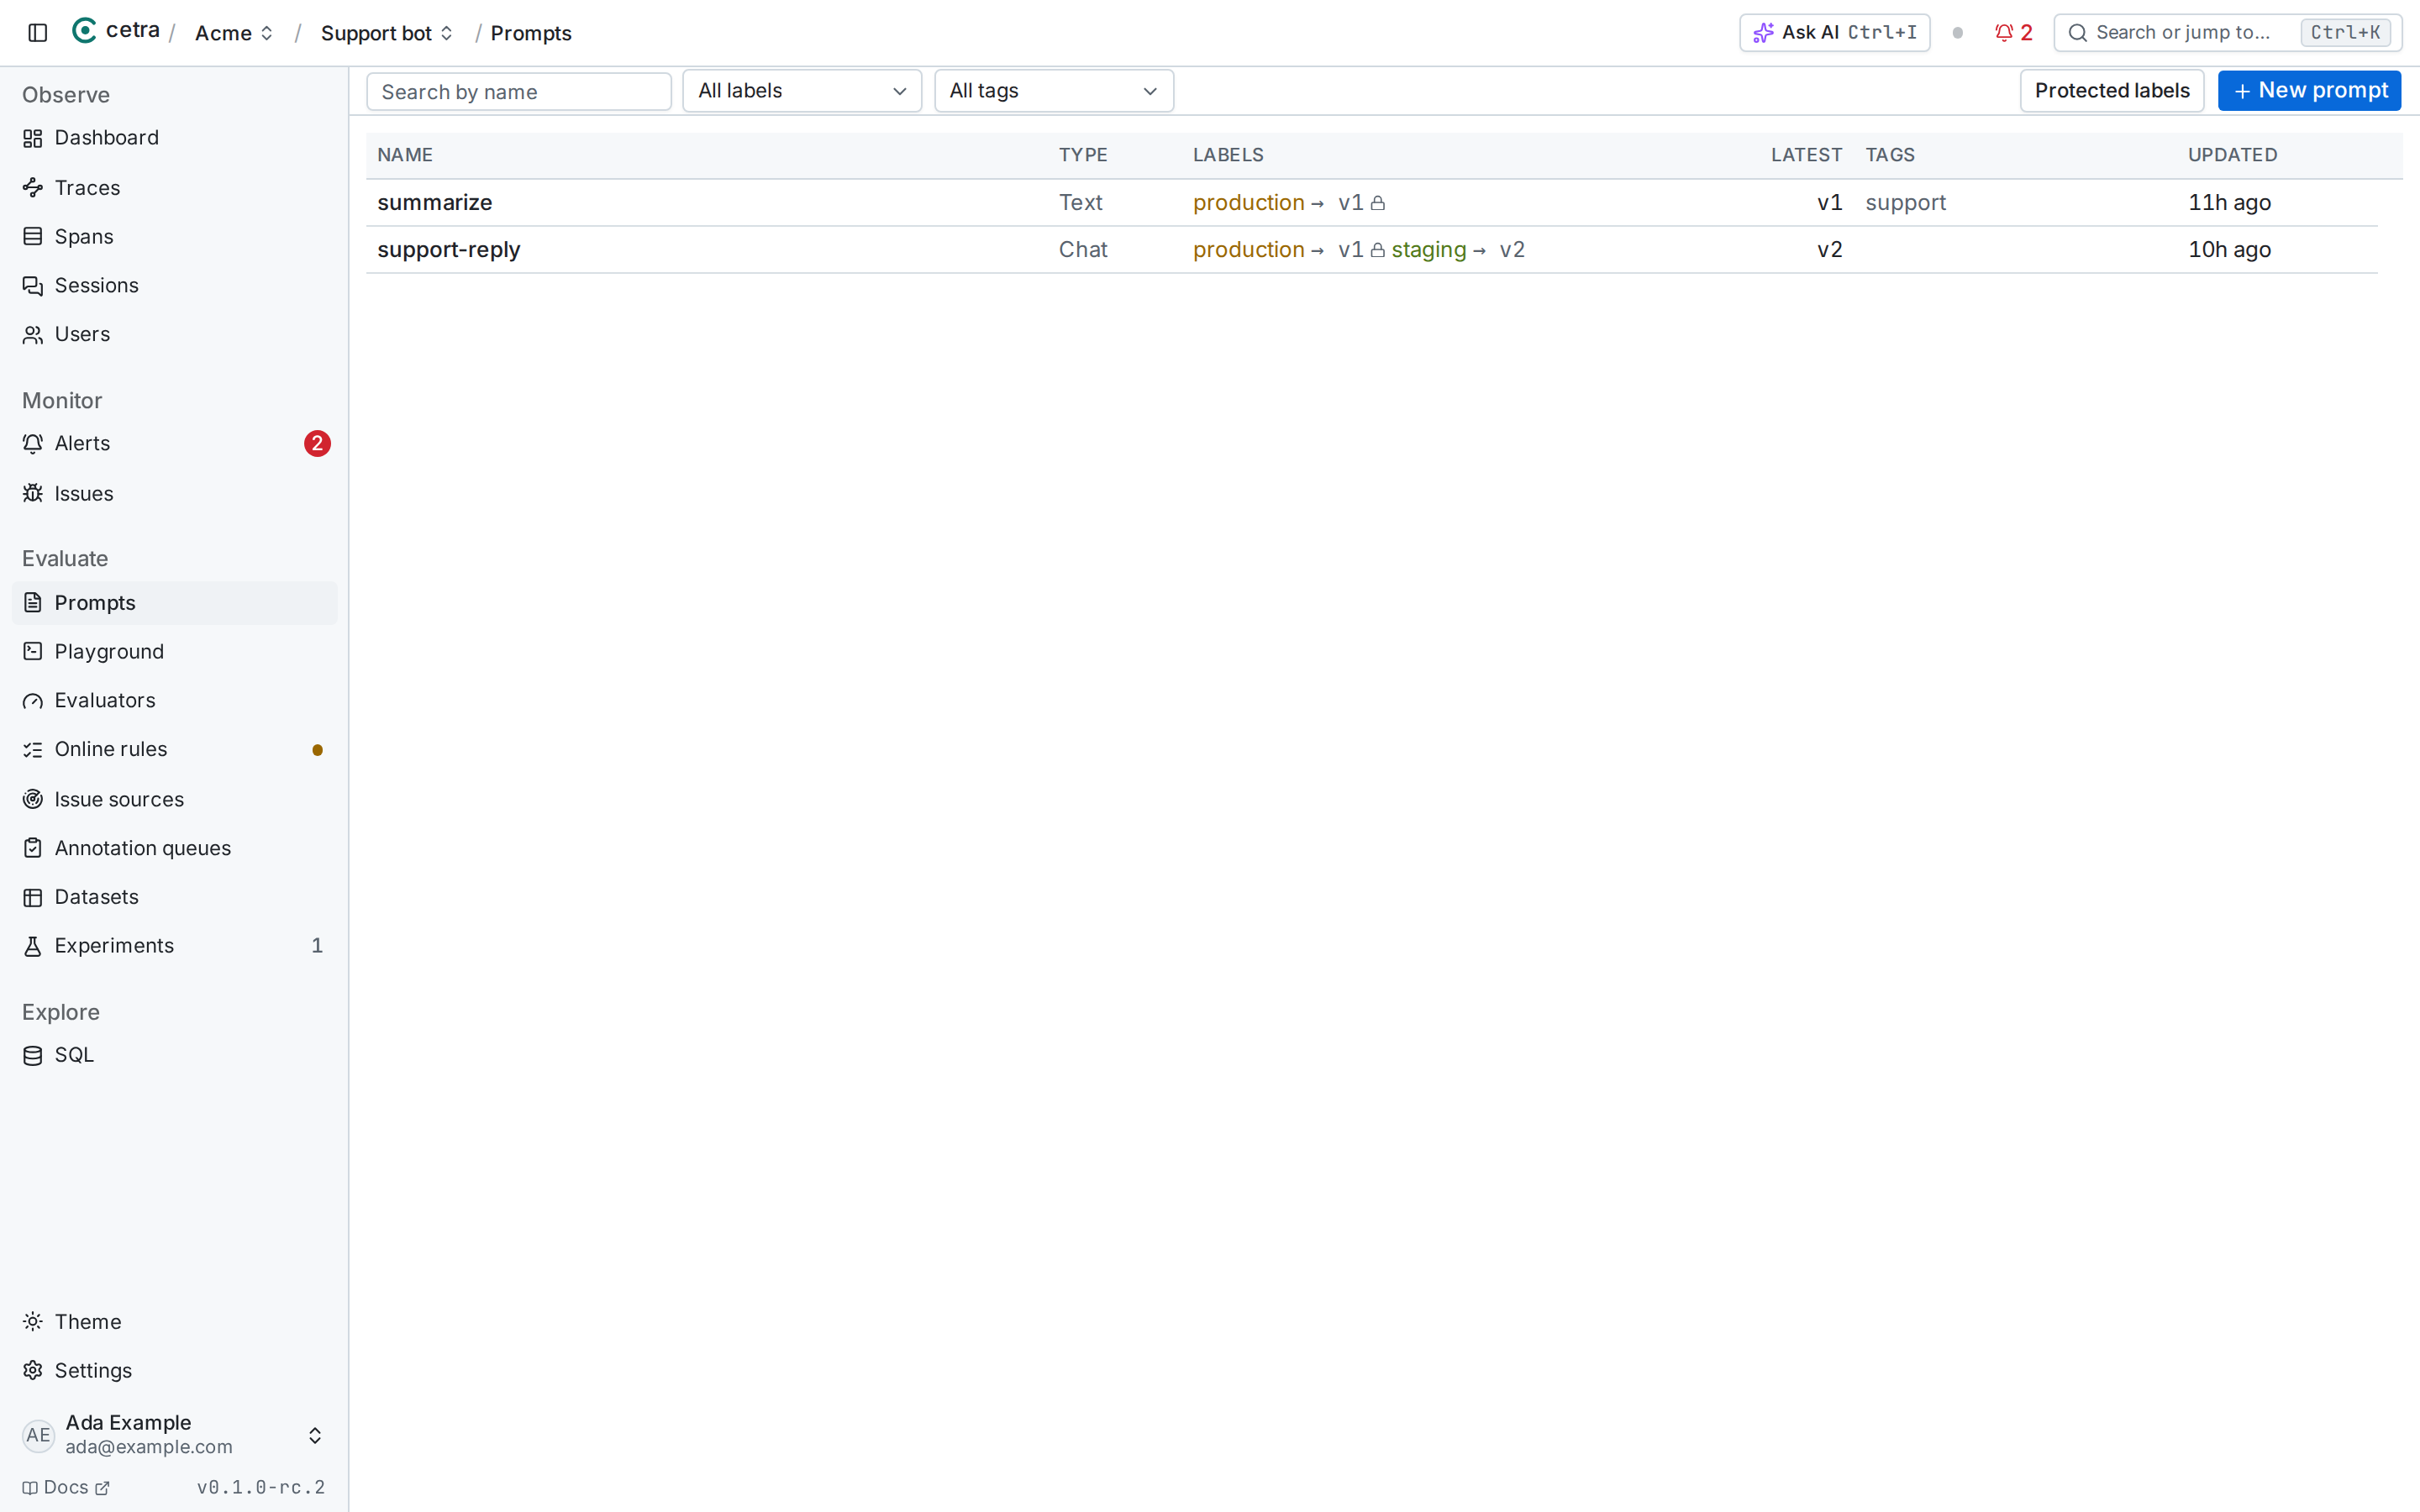 cetra / Acme / Support bot / Prompts
Ask AI Ctrl+I 2 Search or jump to... Ctrl+K
Observe
Dashboard
Traces
Spans
Sessions
Users
Monitor
Alerts 2
Issues
Evaluate
Prompts
Playground
Evaluators
Online rules
Issue sources
Annotation queues
Datasets
Experiments 1
Explore
SQL
Theme
Settings
AE Ada Example
ada@example.com
Docs v0.1.0-rc.2
Search by name All labels All tags Protected labels + New prompt
NAME TYPE LABELS LATEST TAGS UPDATED
summarize Text production → v1 v1 support 11h ago
support-reply Chat production → v1 staging → v2 v2 10h ago